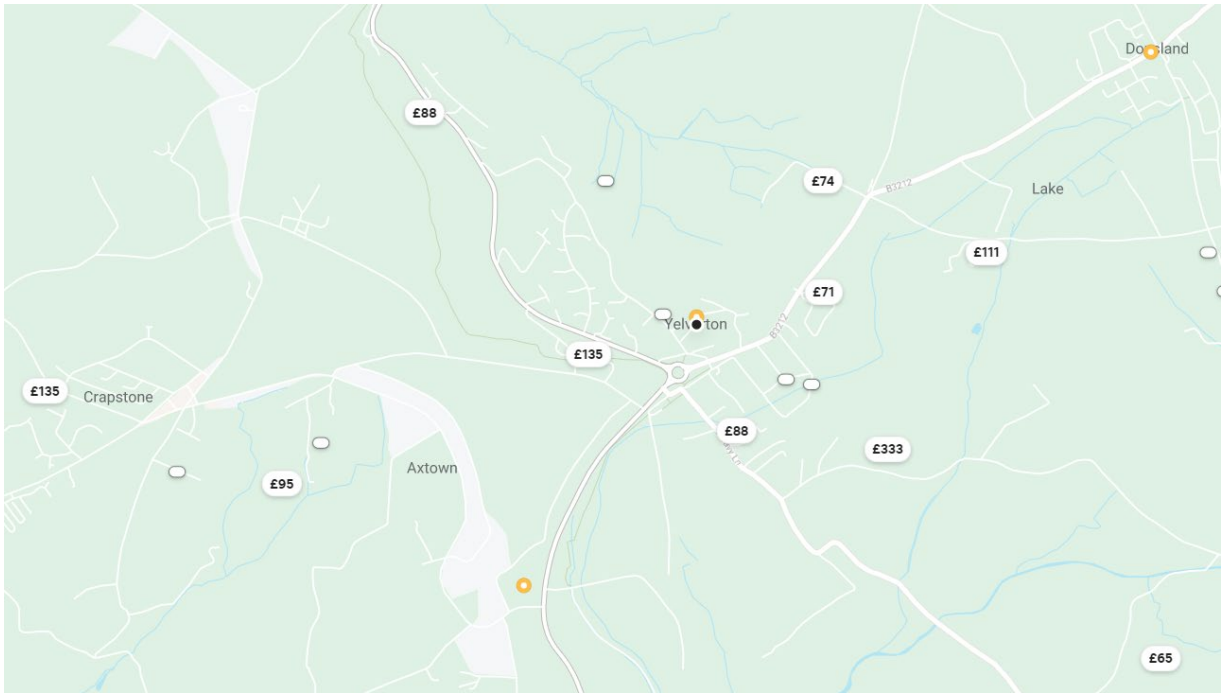 Dousland
£88
£74
B3212
Lake
£111
£71
Yelverton
B3212
£135
£135
Crapstone
£88
£333
Axtown
£95
£65